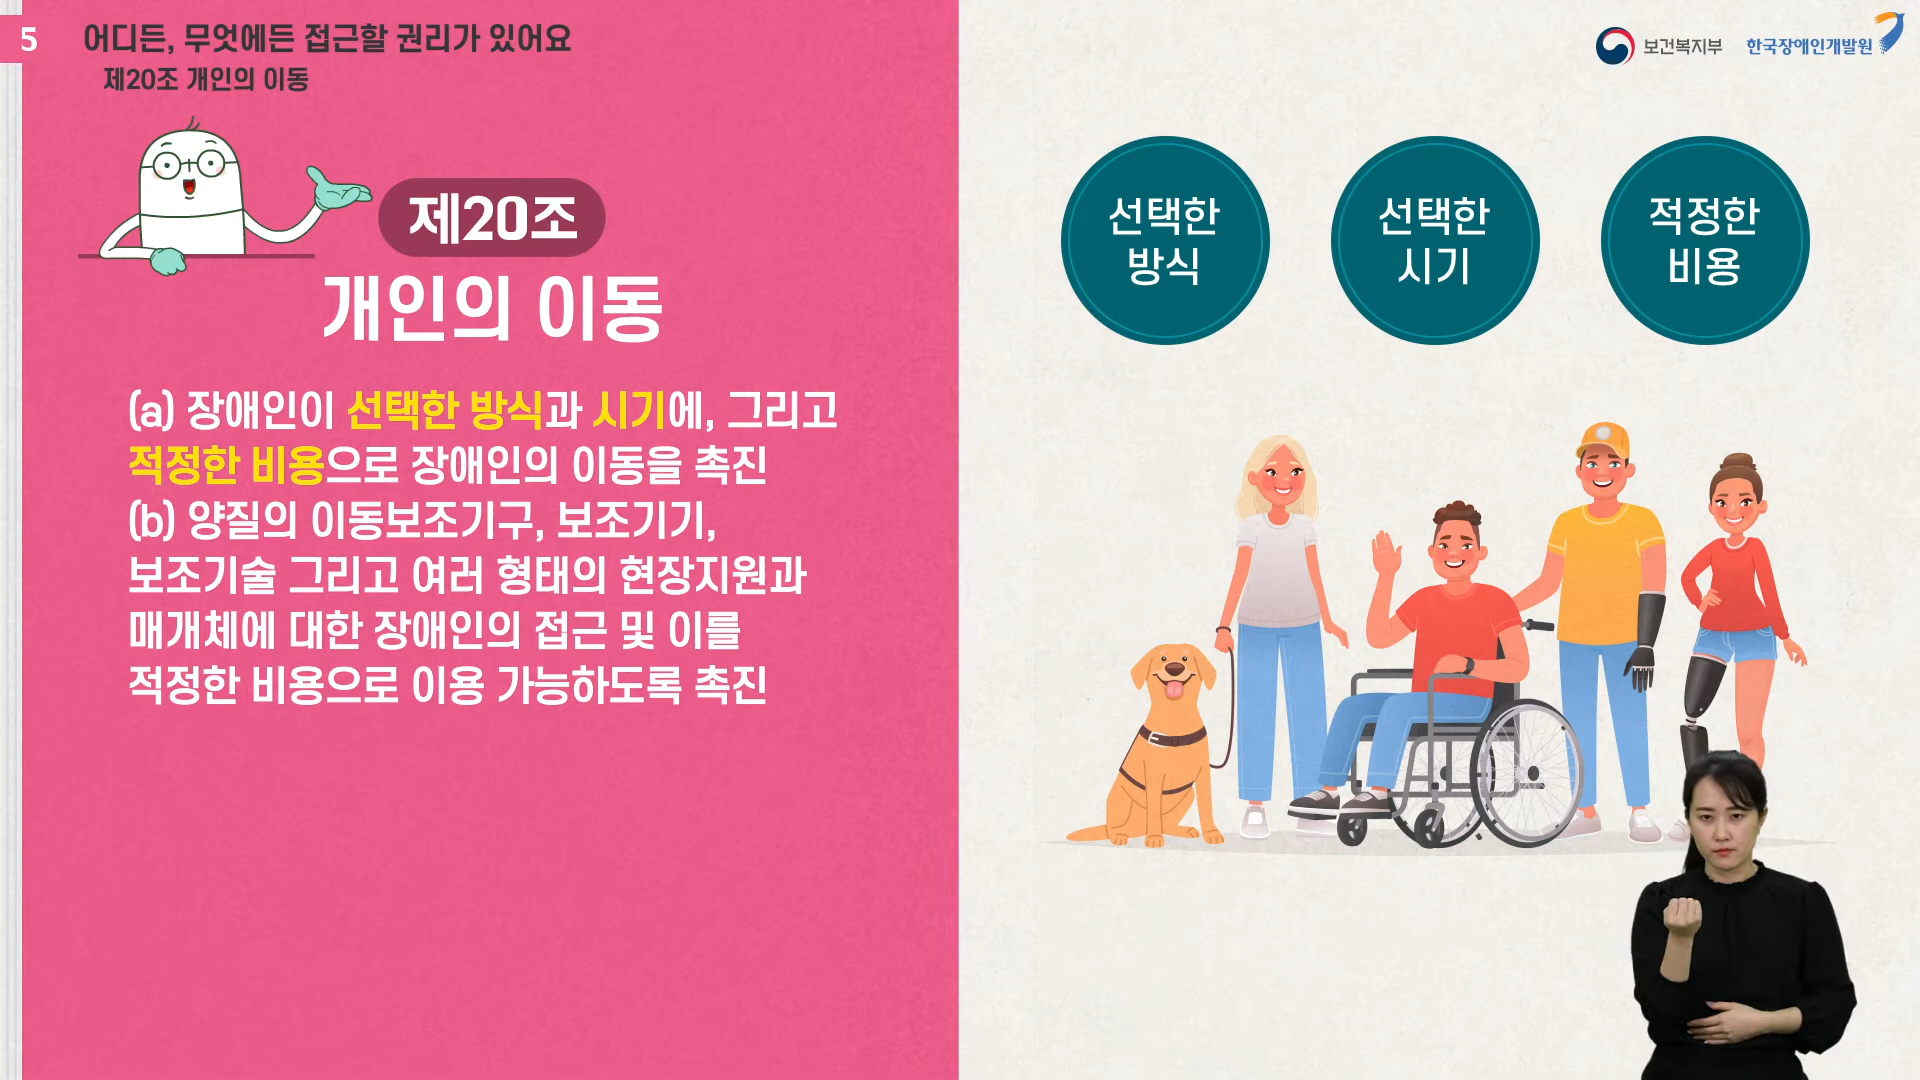 5
어디든, 무엇에든 접근할 권리가 있어요
제20조 개인의 이동
보건복지부
한국장애인개발원
제20조
개인의 이동
(a) 장애인이 선택한 방식과 시기에, 그리고
적정한 비용으로 장애인의 이동을 촉진
(b) 양질의 이동보조기구, 보조기기,
보조기술 그리고 여러 형태의 현장지원과
매개체에 대한 장애인의 접근 및 이를
적정한 비용으로 이용 가능하도록 촉진
선택한
방식
선택한
시기
적정한
비용